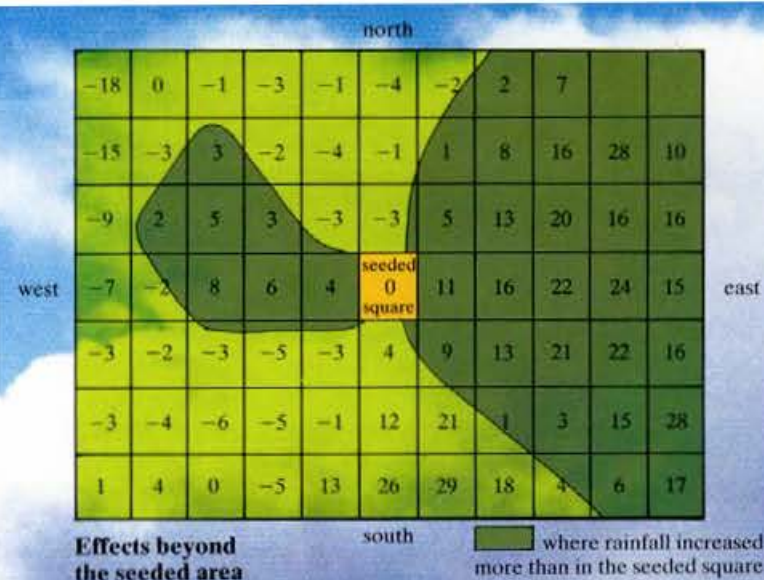 north
−18 0 −1 −3 −1 −4 −2 2 7
−15 −3 3 −2 −4 −1 1 8 16 28 10
−9 2 5 3 −3 −3 5 13 20 16 16
west −7 −2 8 6 4 seeded 0 square 11 16 22 24 15 east
−3 −2 −3 −5 −3 4 9 13 21 22 16
−3 −4 −6 −5 −1 12 21 1 3 15 28
1 4 0 −5 13 26 29 18 4 6 17
south
Effects beyond
the seeded area
where rainfall increased
more than in the seeded square